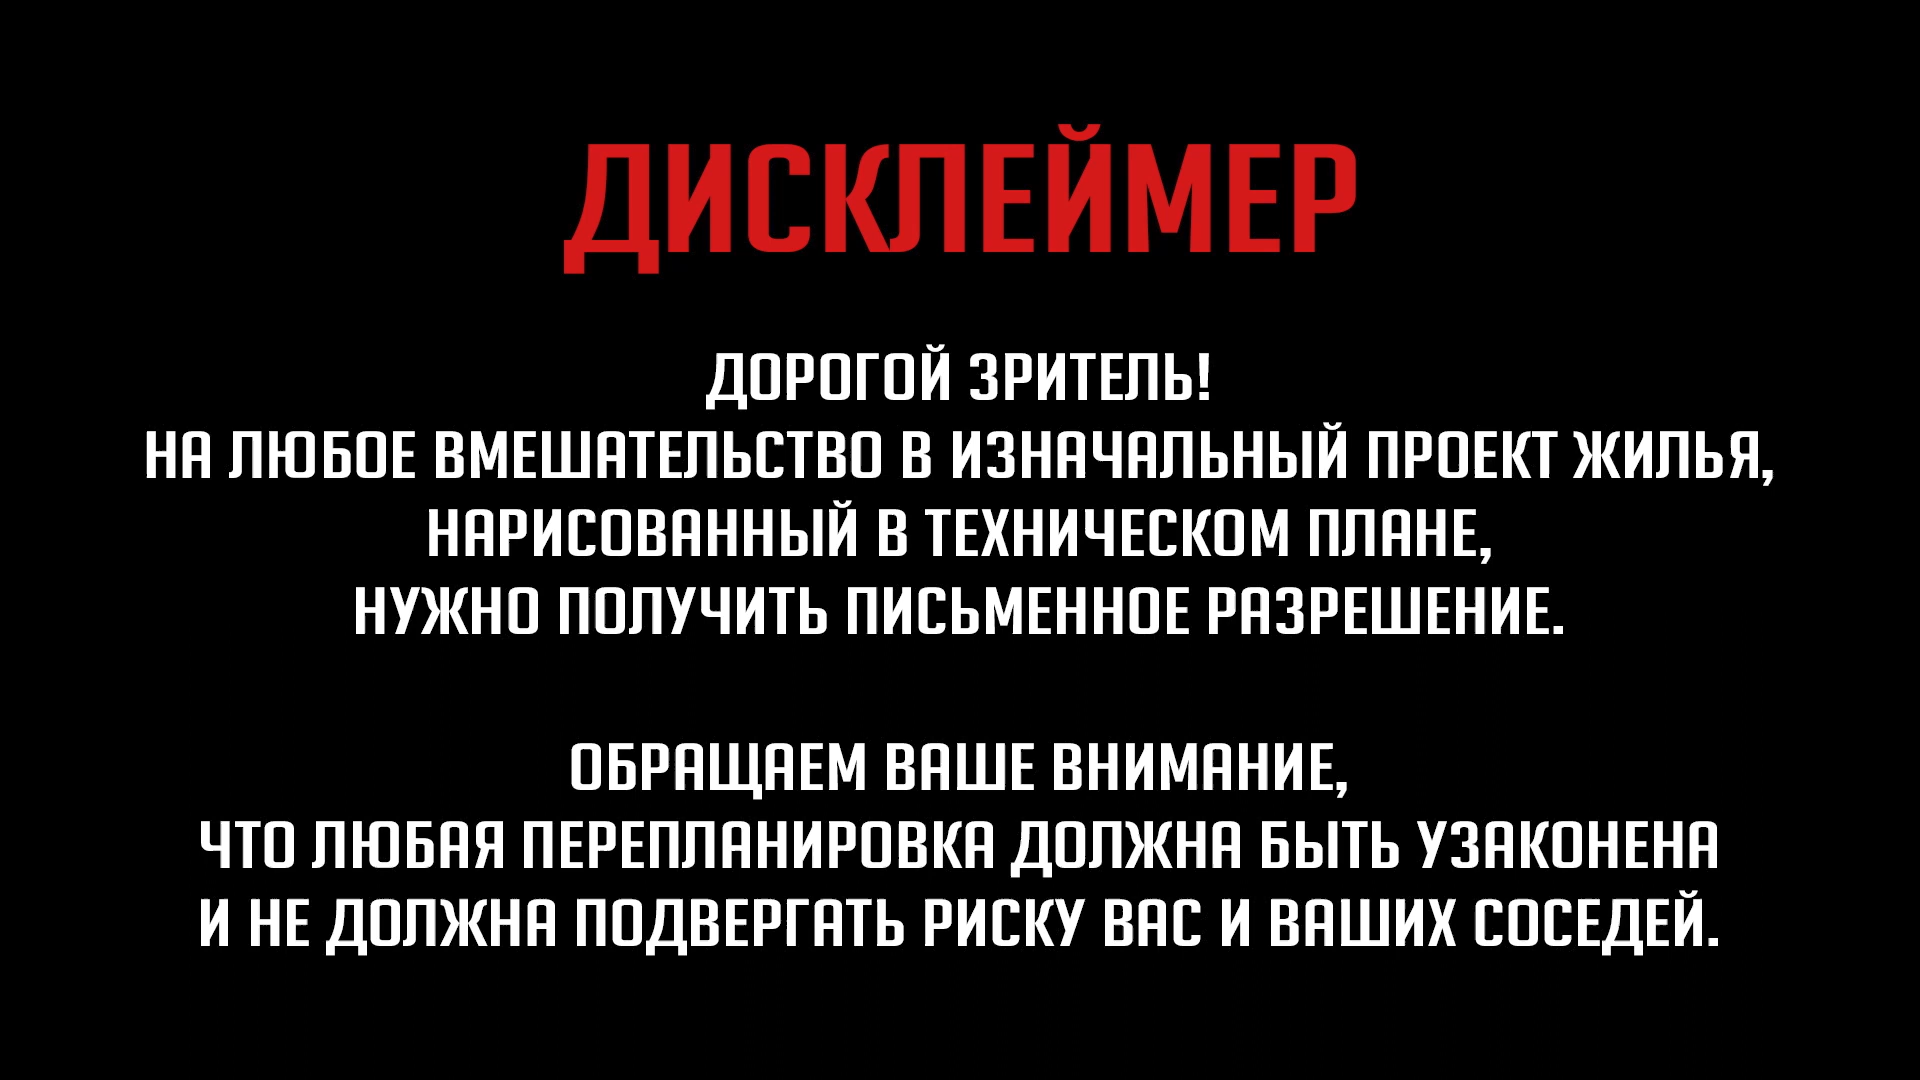 ДИСКЛЕЙМЕР
ДОРОГОЙ ЗРИТЕЛЬ!
НА ЛЮБОЕ ВМЕШАТЕЛЬСТВО В ИЗНАЧАЛЬНЫЙ ПРОЕКТ ЖИЛЬЯ,
НАРИСОВАННЫЙ В ТЕХНИЧЕСКОМ ПЛАНЕ,
НУЖНО ПОЛУЧИТЬ ПИСЬМЕННОЕ РАЗРЕШЕНИЕ.
ОБРАЩАЕМ ВАШЕ ВНИМАНИЕ,
ЧТО ЛЮБАЯ ПЕРЕПЛАНИРОВКА ДОЛЖНА БЫТЬ УЗАКОНЕНА
И НЕ ДОЛЖНА ПОДВЕРГАТЬ РИСКУ ВАС И ВАШИХ СОСЕДЕЙ.